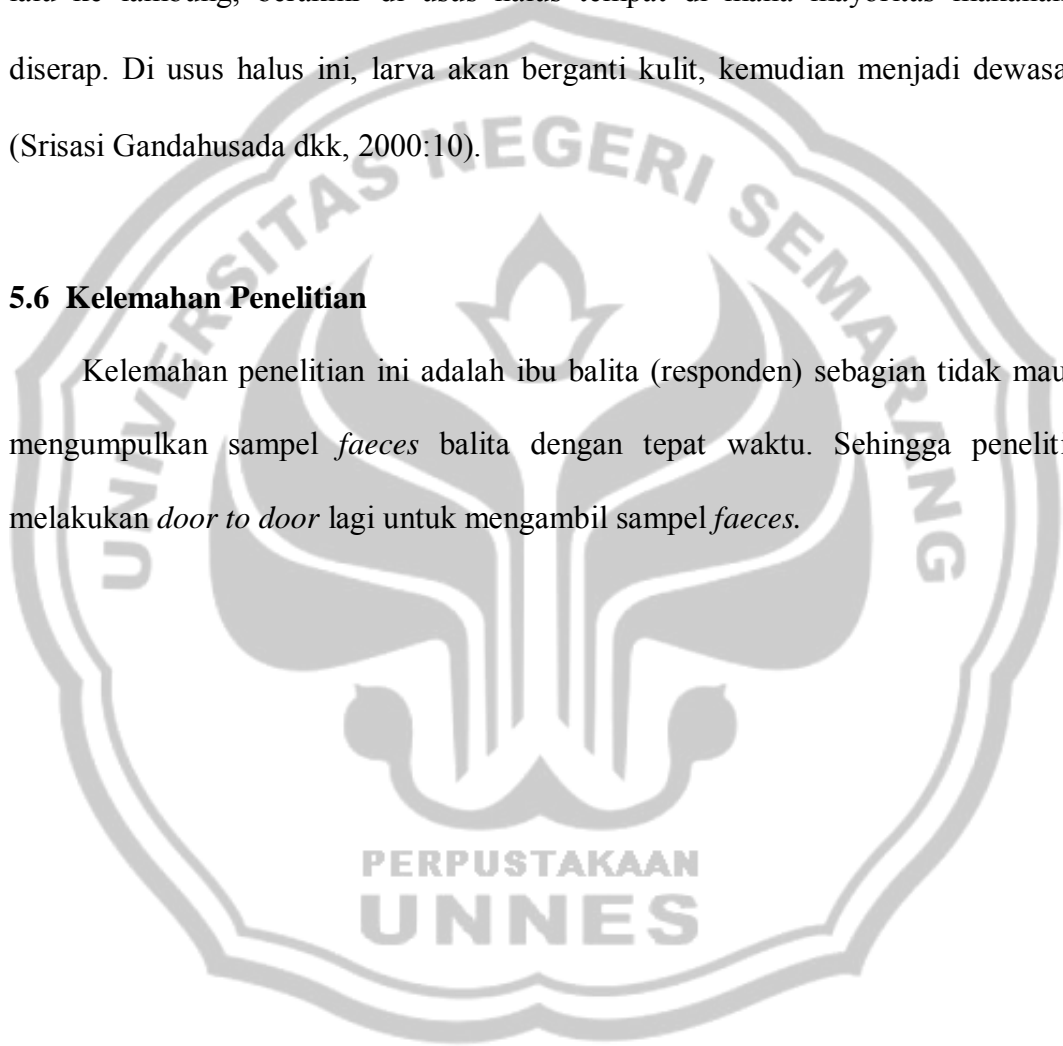 lalu ke lambung, berakhir di usus halus tempat di mana mayoritas makanan
diserap. Di usus halus ini, larva akan berganti kulit, kemudian menjadi dewasa
(Srisasi Gandahusada dkk, 2000:10).
5.6 Kelemahan Penelitian
Kelemahan penelitian ini adalah ibu balita (responden) sebagian tidak mau
mengumpulkan sampel faeces balita dengan tepat waktu. Sehingga peneliti
melakukan door to door lagi untuk mengambil sampel faeces.
UNIVERSITAS NEGERI SEMARANG
PERPUSTAKAAN
UNNES